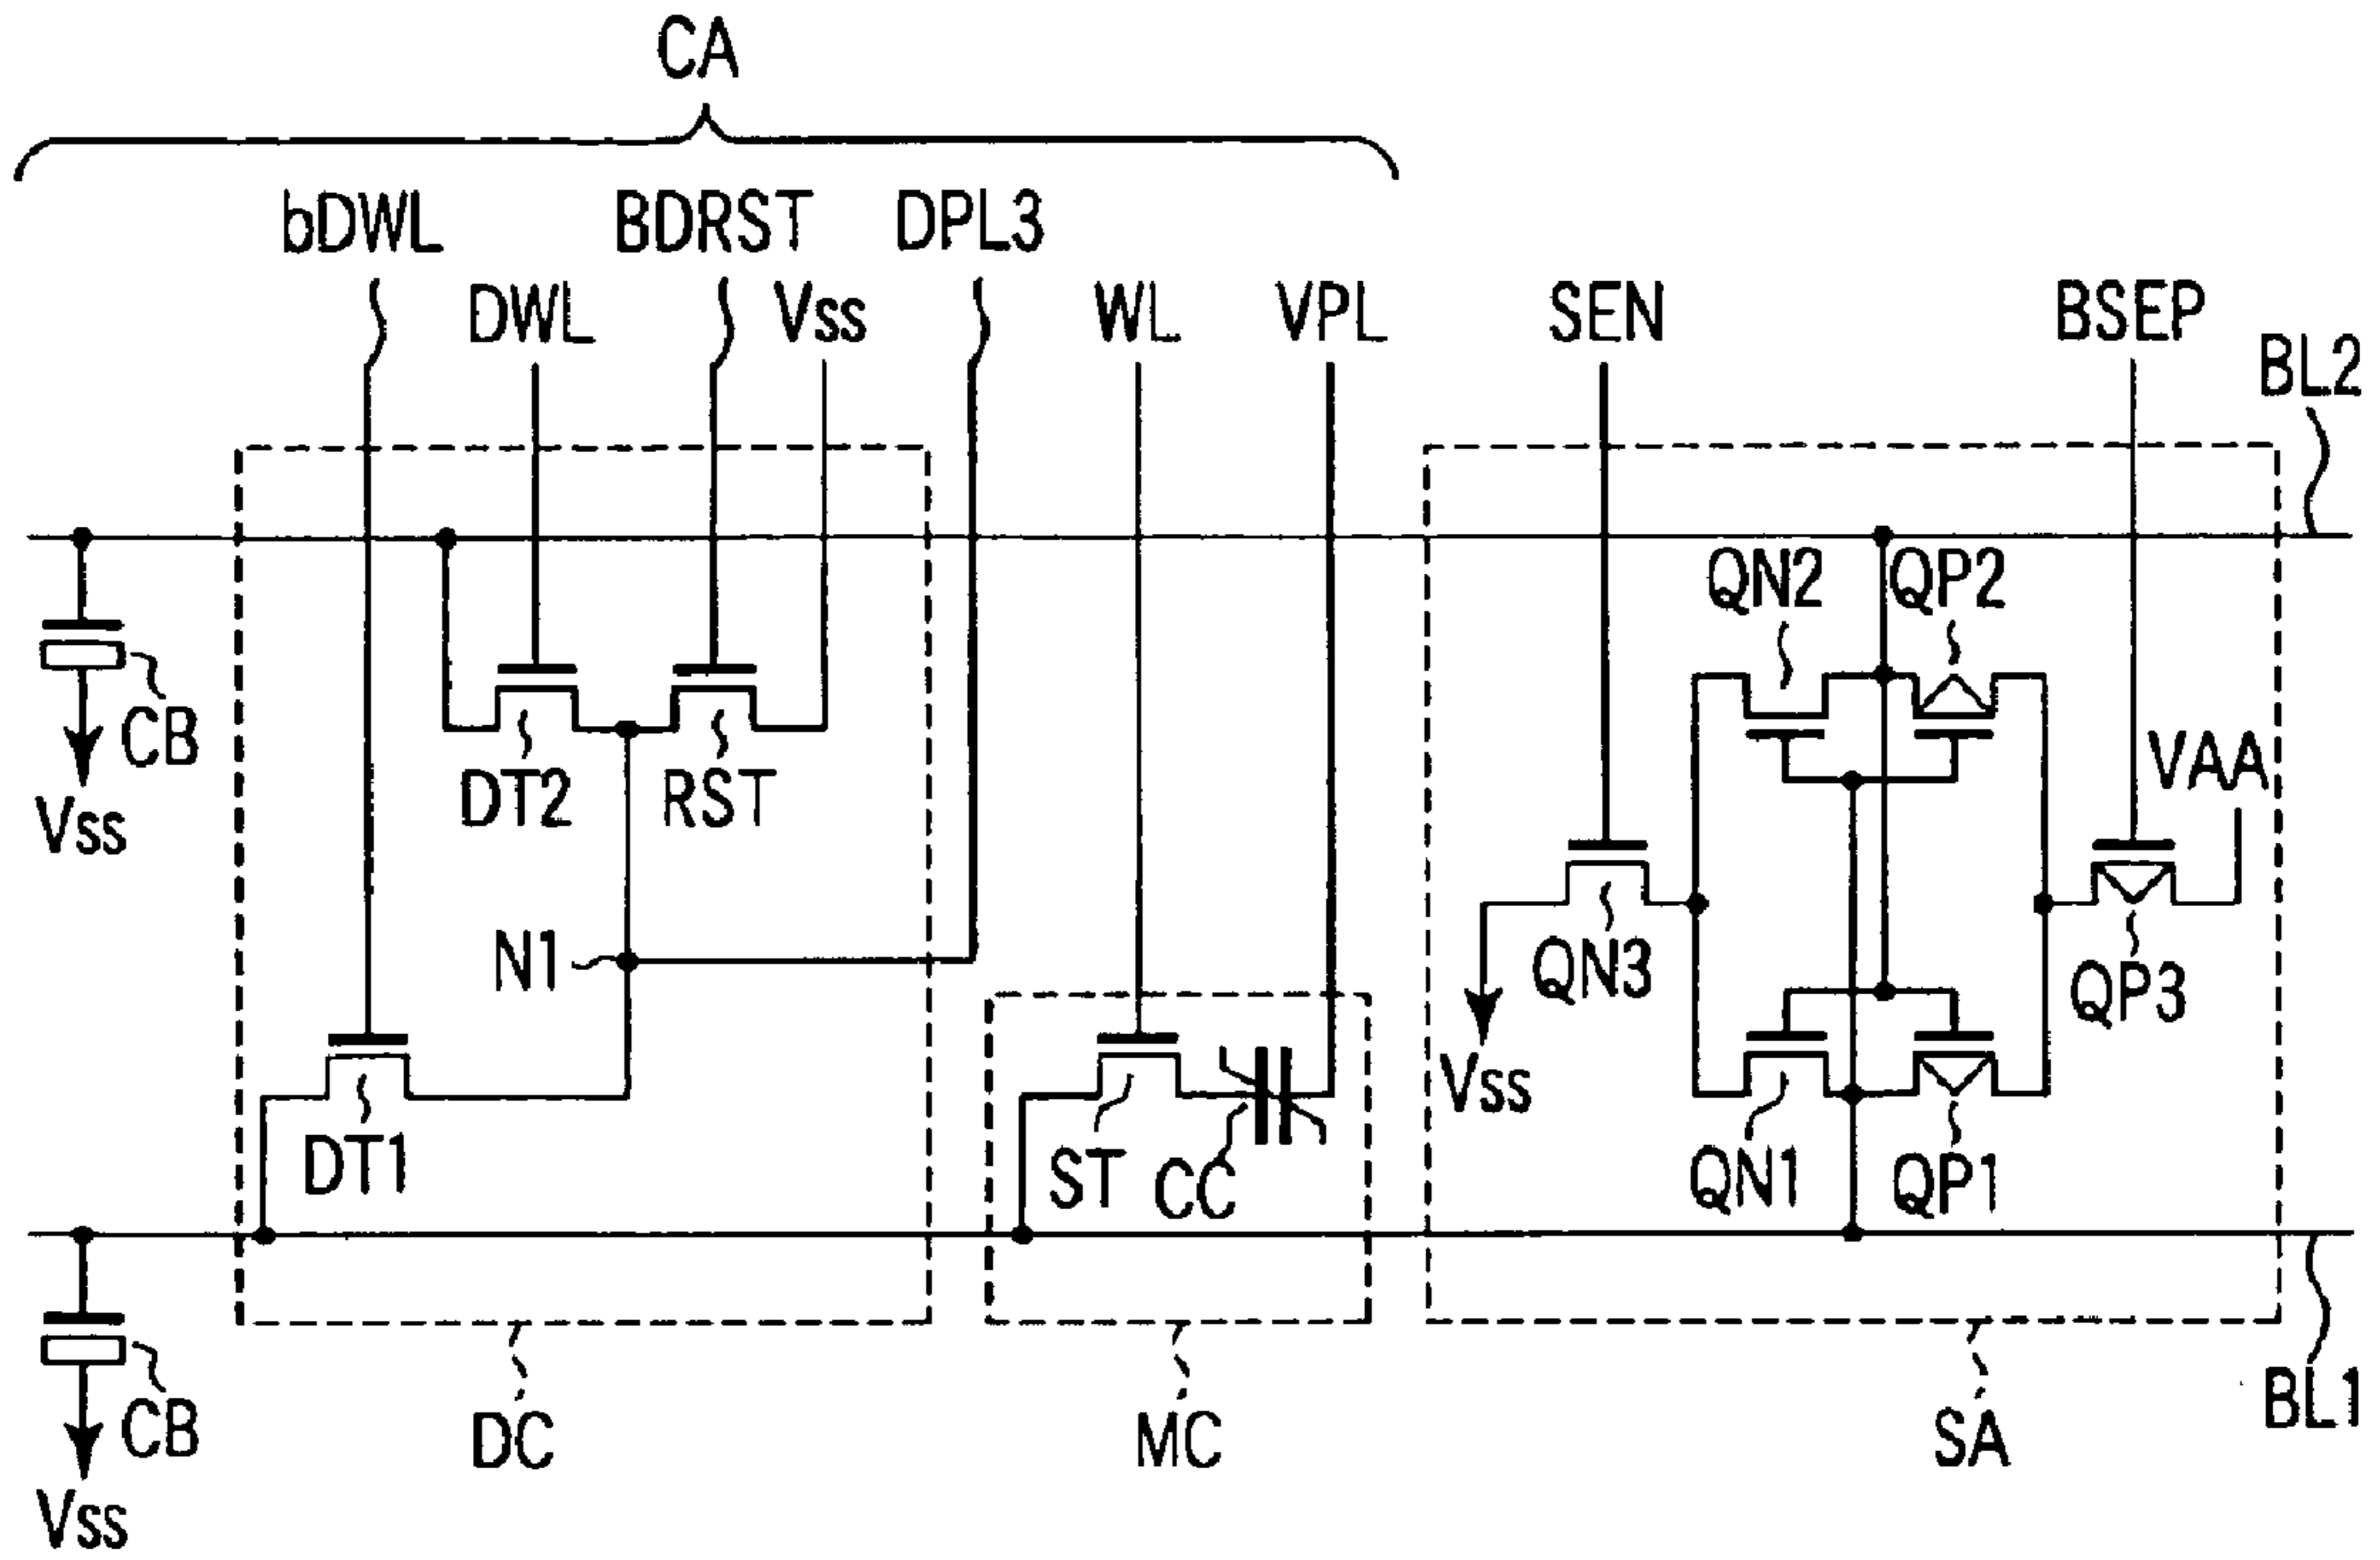 CA
bDWL BDRST DPL3
DWL Vss WL VPL SEN BSEP
BL2
QN2 QP2
CB
DT2 RST
VAA
Vss
N1
QN3
QP3
Vss
DT1
ST CC
QN1 QP1
CB
DC
MC
SA
BL1
Vss